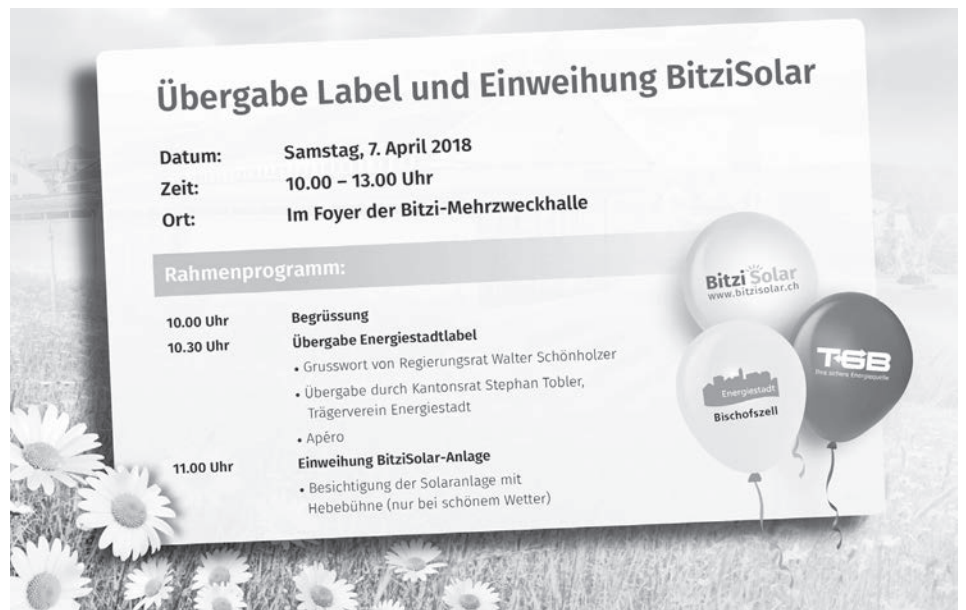 Übergabe Label und Einweihung BitziSolar
Datum: Samstag, 7. April 2018
Zeit: 10.00 – 13.00 Uhr
Ort: Im Foyer der Bitzi-Mehrzweckhalle
Rahmenprogramm:
10.00 Uhr Begrüssung
10.30 Uhr Übergabe Energiestadtlabel
• Grusswort von Regierungsrat Walter Schönholzer
• Übergabe durch Kantonsrat Stephan Tobler,
Trägerverein Energiestadt
• Apéro
11.00 Uhr Einweihung BitziSolar-Anlage
• Besichtigung der Solaranlage mit
Hebebühne (nur bei schönem Wetter)
Bitzi Solar
www.bitzisolar.ch
TGB
Ihre sichere Energiequelle
Energiestadt
Bischofszell